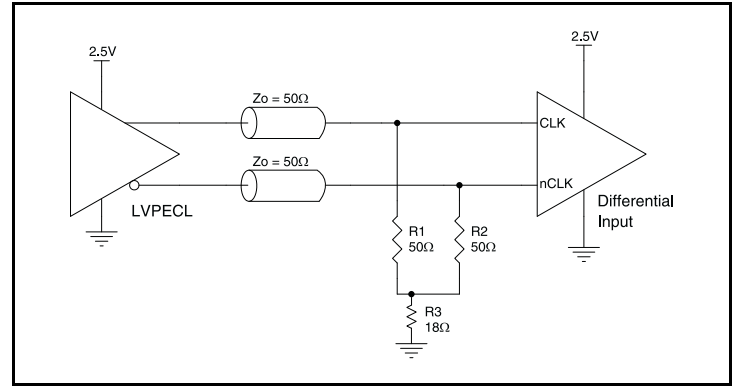 2.5V
2.5V
Zo = 50Ω
CLK
Zo = 50Ω
nCLK
LVPECL
Differential
Input
R1
50Ω
R2
50Ω
R3
18Ω